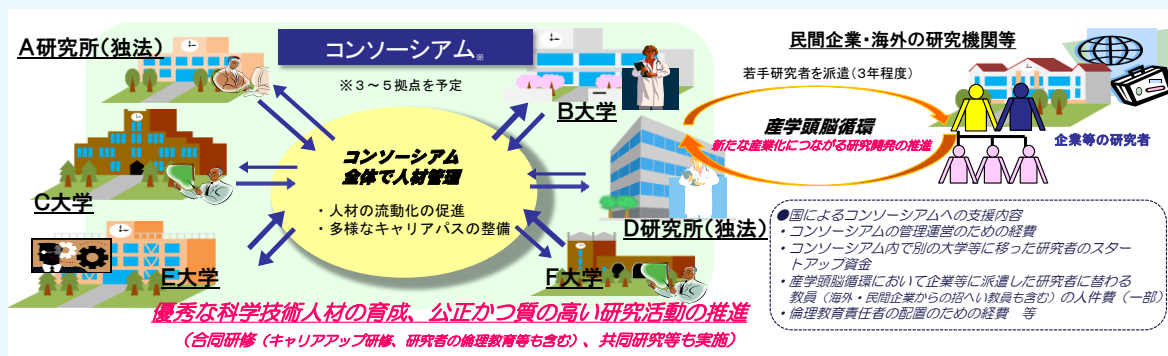 A研究所(独法)
コンソーシアム※
※3~5拠点を予定
B大学
民間企業・海外の研究機関等
若手研究者を派遣(3年程度)
産学頭脳循環
新たな産業化につながる研究開発の推進
企業等の研究者
コンソーシアム
全体で人材管理
・人材の流動化の促進
・多様なキャリアパスの整備
C大学
D研究所(独法)
E大学
F大学
●国によるコンソーシアムへの支援内容
・コンソーシアムの管理運営のための経費
・コンソーシアム内で別の大学等に移った研究者のスター
トアップ資金
・産学頭脳循環において企業等に派遣した研究者に替わる
教員(海外・民間企業からの招へい教員も含む)の人件費(一部)
・倫理教育責任者の配置のための経費 等
優秀な科学技術人材の育成、公正かつ質の高い研究活動の推進
(合同研修(キャリアアップ研修、研究者の倫理教育等も含む)、共同研究等も実施)